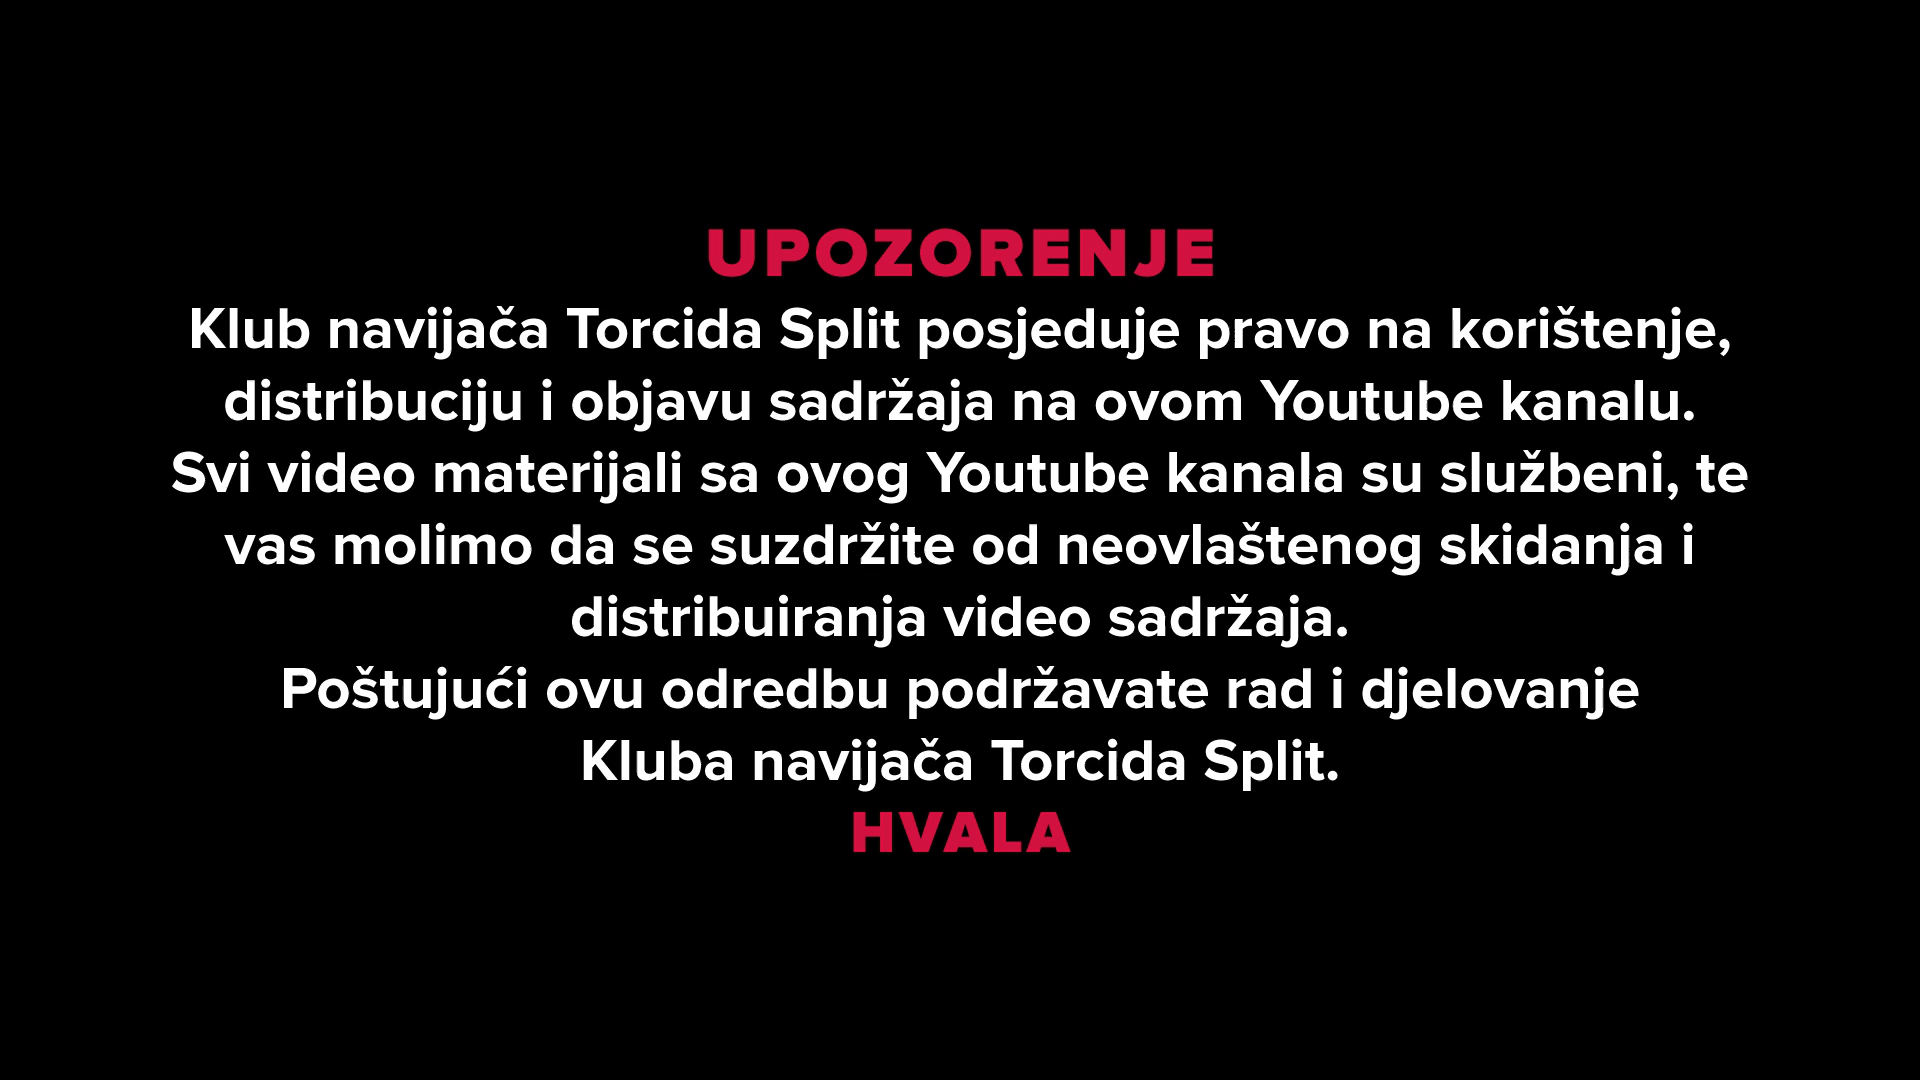 UPOZORENJE
Klub navijača Torcida Split posjeduje pravo na korištenje,
distribuciju i objavu sadržaja na ovom Youtube kanalu.
Svi video materijali sa ovog Youtube kanala su službeni, te
vas molimo da se suzdržite od neovlaštenog skidanja i
distribuiranja video sadržaja.
Poštujući ovu odredbu podržavate rad i djelovanje
Kluba navijača Torcida Split.
HVALA